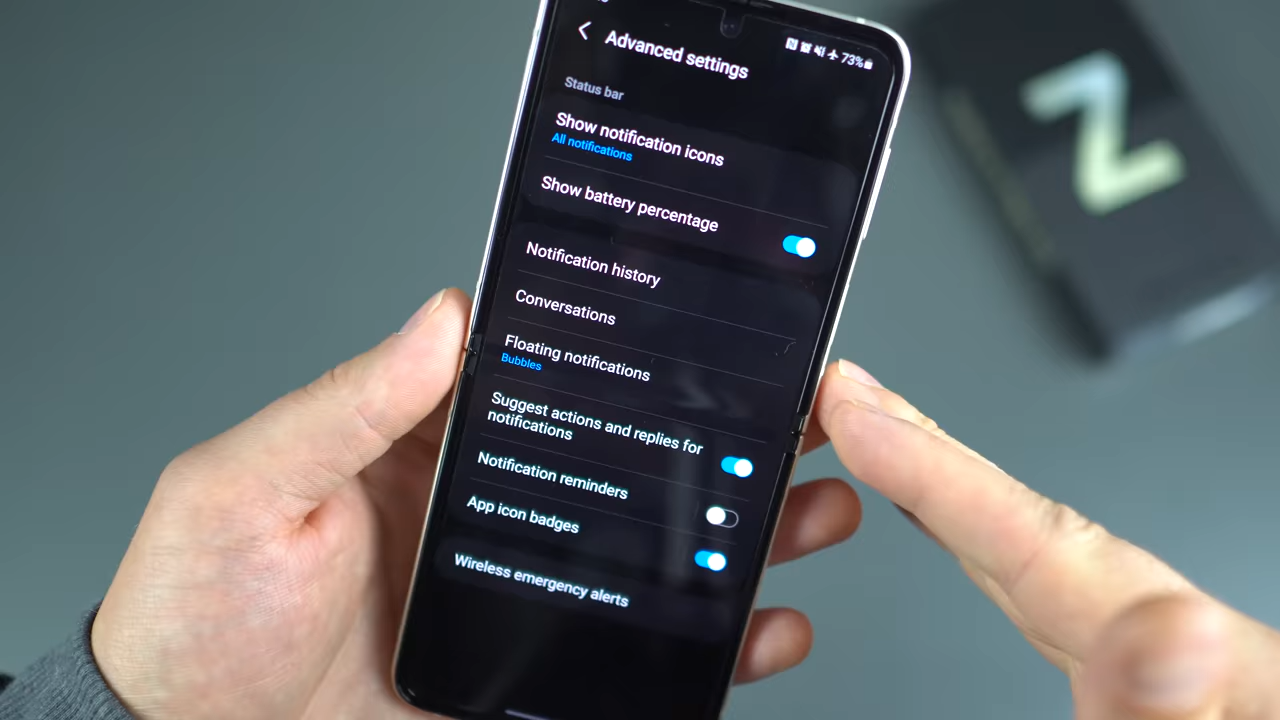 73%
Advanced settings
Status bar
Show notification icons
All notifications
Show battery percentage
Notification history
Conversations
Floating notifications
Bubbles
Suggest actions and replies for
notifications
Notification reminders
App icon badges
Wireless emergency alerts
Z